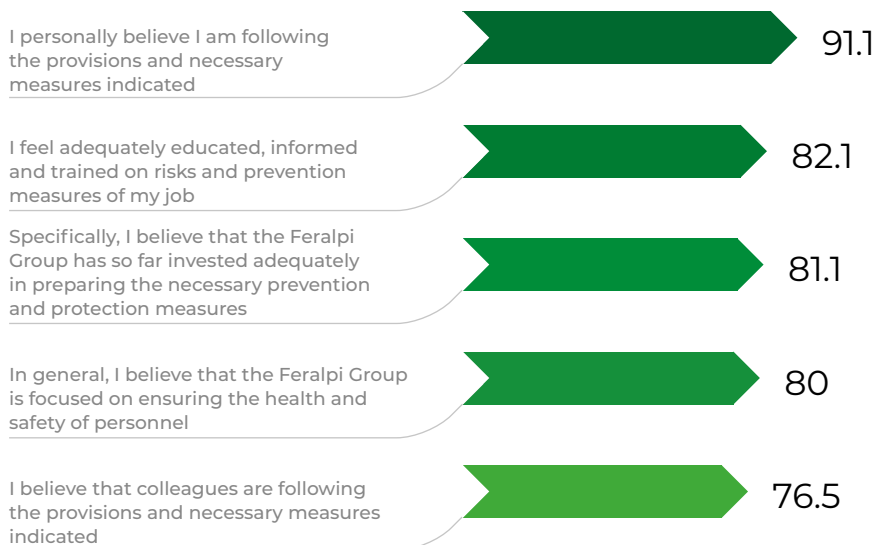 I personally believe I am following
the provisions and necessary
measures indicated
91.1
I feel adequately educated, informed
and trained on risks and prevention
measures of my job
82.1
Specifically, I believe that the Feralpi
Group has so far invested adequately
in preparing the necessary prevention
and protection measures
81.1
In general, I believe that the Feralpi Group
is focused on ensuring the health and
safety of personnel
80
I believe that colleagues are following
the provisions and necessary measures
indicated
76.5